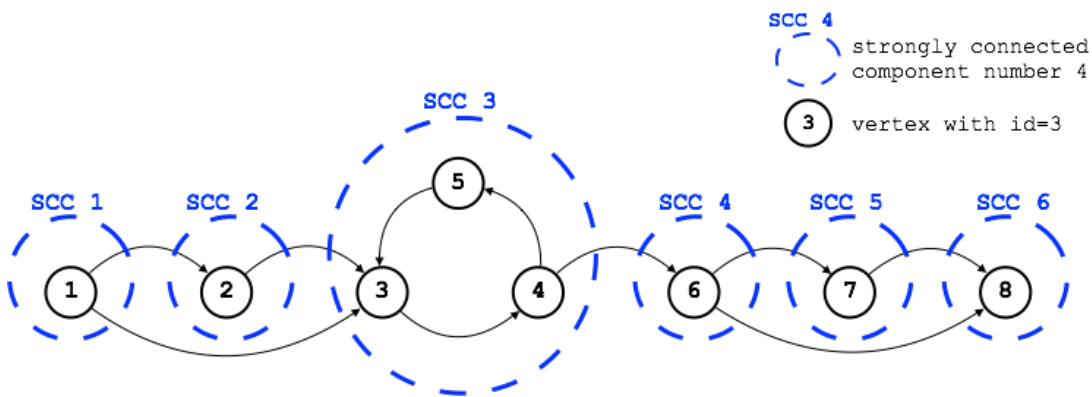 SCC 4
strongly connected
component number 4
3
vertex with id=3
SCC 3
5
SCC 1
SCC 2
SCC 4
SCC 5
SCC 6
1
2
3
4
6
7
8